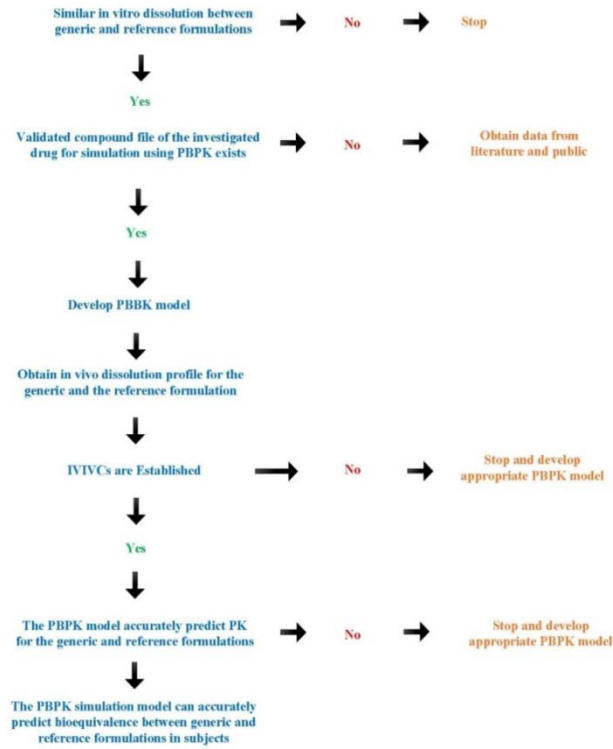 Similar in vitro dissolution between
generic and reference formulations
No
Stop
Yes
Validated compound file of the investigated
drug for simulation using PBPK exists
No
Obtain data from
literature and public
Yes
Develop PBBK model
Obtain in vivo dissolution profile for the
generic and the reference formulation
IVIVCs are Established
No
Stop and develop
appropriate PBPK model
Yes
The PBPK model accurately predict PK
for the generic and reference formulations
No
Stop and develop
appropriate PBPK model
The PBPK simulation model can accurately
predict bioequivalence between generic and
reference formulations in subjects